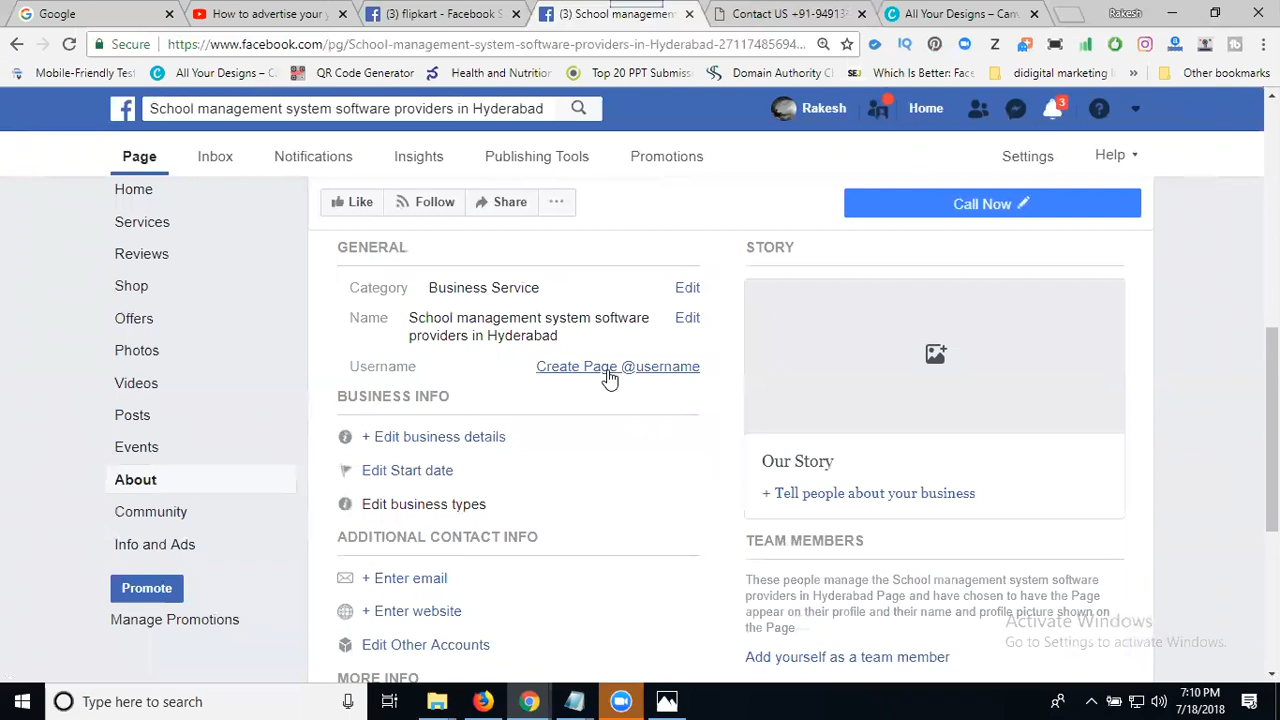 Google
How to advertise your
(3) flipkart - Facebook S
(3) School management
Contact US +91-94913
All Your Designs – Canv
Rakesh
Secure
https://www.facebook.com/pg/School-management-system-software-providers-in-Hyderabad-27117485694...
Mobile-Friendly Test
All Your Designs – Ca
QR Code Generator
Health and Nutrition
Top 20 PPT Submissi
Domain Authority Cl
Which Is Better: Face
didigital marketing I
»
Other bookmarks
School management system software providers in Hyderabad
Rakesh
Home
3
Page
Inbox
Notifications
Insights
Publishing Tools
Promotions
Settings
Help
Home
Services
Reviews
Shop
Offers
Photos
Videos
Posts
Events
About
Community
Info and Ads
Promote
Manage Promotions
Like
Follow
Share
...
Call Now
GENERAL
Category
Business Service
Edit
Name
School management system software
providers in Hyderabad
Edit
Username
Create Page @username
BUSINESS INFO
+ Edit business details
Edit Start date
Edit business types
ADDITIONAL CONTACT INFO
+ Enter email
+ Enter website
Edit Other Accounts
MORE INFO
STORY
Our Story
+ Tell people about your business
TEAM MEMBERS
These people manage the School management system software
providers in Hyderabad Page and have chosen to have the Page
appear on their profile and their name and profile picture shown on
the Page
Add yourself as a team member
Activate Windows
Go to Settings to activate Windows.
Type here to search
7:10 PM
7/18/2018